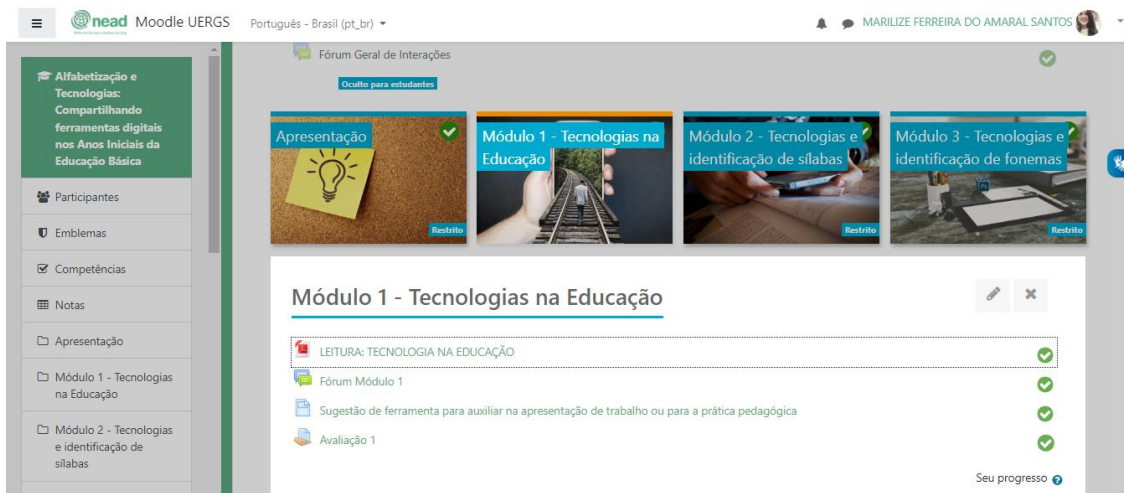 nead Moodle UERGS
Português - Brasil (pt_br)
MARILIZE FERREIRA DO AMARAL SANTOS
Alfabetização e
Tecnologias:
Compartilhando
ferramentas digitais
nos Anos Iniciais da
Educação Básica
Participantes
Emblemas
Competências
Notas
Apresentação
Módulo 1 - Tecnologias
na Educação
Módulo 2 - Tecnologias
e identificação de
sílabas
Fórum Geral de Interações
Oculto para estudantes
Apresentação
Restrito
Módulo 1 - Tecnologias na
Educação
Módulo 2 - Tecnologias e
identificação de sílabas
Restrito
Módulo 3 - Tecnologias e
identificação de fonemas
Ps
Restrito
Módulo 1 - Tecnologias na Educação
LEITURA: TECNOLOGIA NA EDUCAÇÃO
Fórum Módulo 1
Sugestão de ferramenta para auxiliar na apresentação de trabalho ou para a prática pedagógica
Avaliação 1
Seu progresso